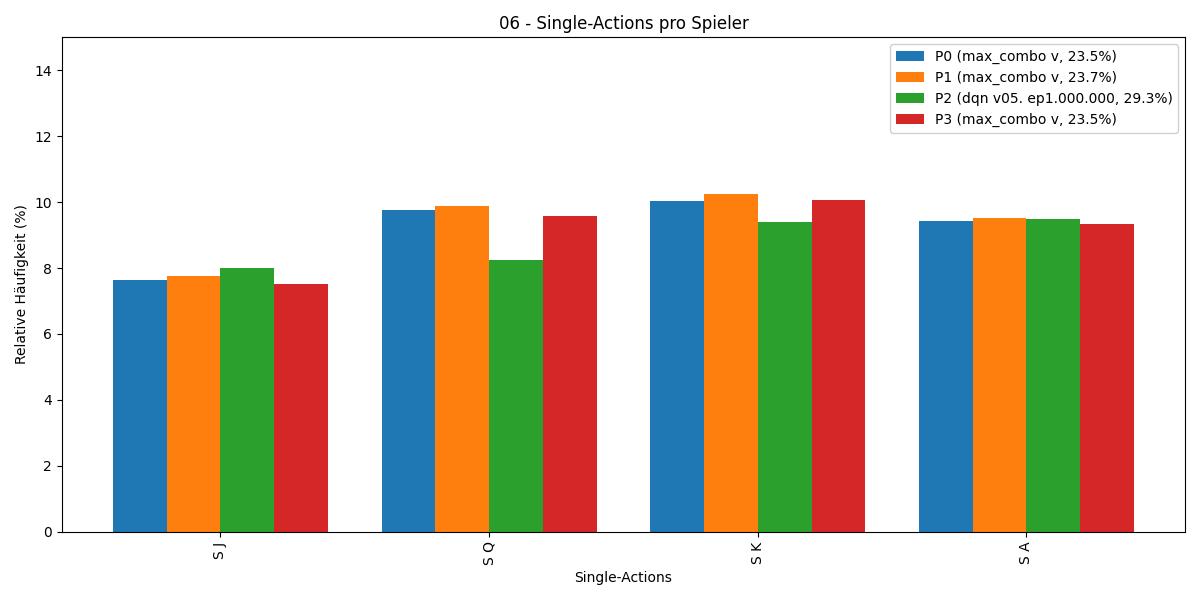 06 - Single-Actions pro Spieler
P0 (max_combo v, 23.5%)
P1 (max_combo v, 23.7%)
P2 (dqn v05. ep1.000.000, 29.3%)
P3 (max_combo v, 23.5%)
Relative Häufigkeit (%)
14
12
10
8
6
4
2
0
S J
S Q
S K
S A
Single-Actions